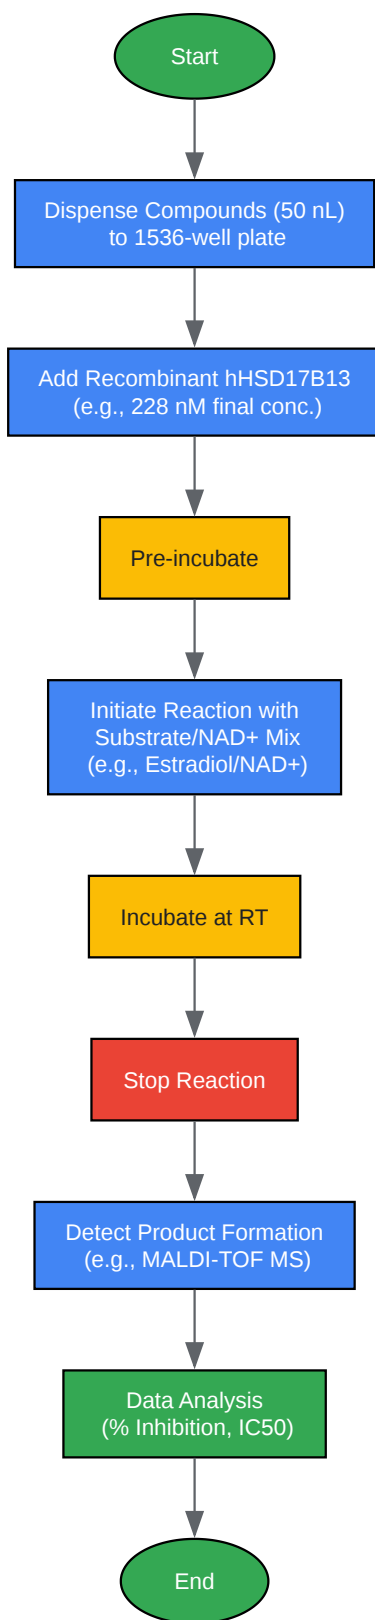 Start
Dispense Compounds (50 nL)
to 1536-well plate
Add Recombinant hHSD17B13
(e.g., 228 nM final conc.)
Pre-incubate
Initiate Reaction with
Substrate/NAD+ Mix
(e.g., Estradiol/NAD+)
Incubate at RT
Stop Reaction
Detect Product Formation
(e.g., MALDI-TOF MS)
Data Analysis
(% Inhibition, IC50)
End